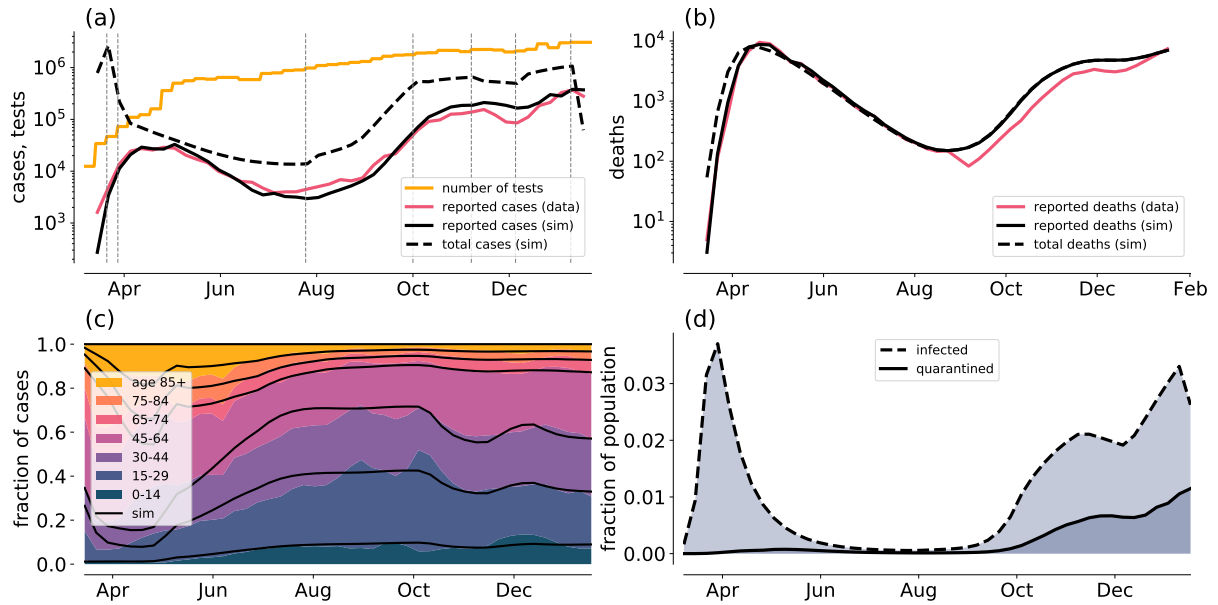 (a)
cases, tests
10⁶
10⁵
10⁴
10³
number of tests
reported cases (data)
reported cases (sim)
total cases (sim)
Apr Jun Aug Oct Dec
(b)
deaths
10⁴
10³
10²
10¹
reported deaths (data)
reported deaths (sim)
total deaths (sim)
Apr Jun Aug Oct Dec Feb
(c)
fraction of cases
1.0
0.8
0.6
0.4
0.2
0.0
age 85+
75-84
65-74
45-64
30-44
15-29
0-14
sim
Apr Jun Aug Oct Dec
(d)
fraction of population
0.03
0.02
0.01
0.00
infected
quarantined
Apr Jun Aug Oct Dec